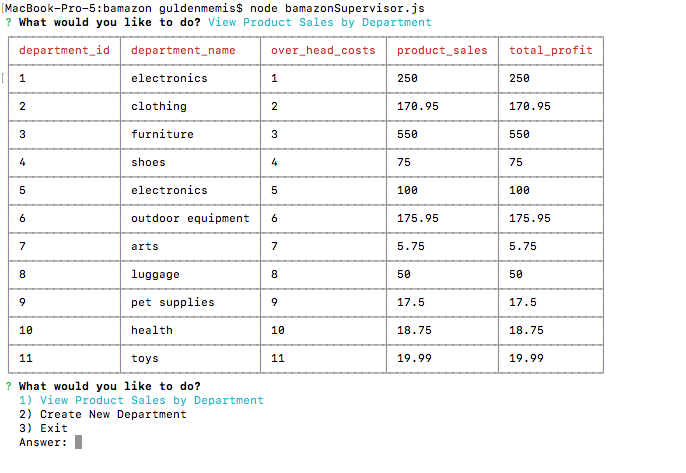 [MacBook-Pro-5:bamazon guldenmemis$ node bamazonSupervisor.js
? What would you like to do? View Product Sales by Department
department_id department_name over_head_costs product_sales total_profit
[ 1 electronics 1 250 250
2 clothing 2 170.95 170.95
3 furniture 3 550 550
4 shoes 4 75 75
5 electronics 5 100 100
6 outdoor equipment 6 175.95 175.95
7 arts 7 5.75 5.75
8 luggage 8 50 50
9 pet supplies 9 17.5 17.5
10 health 10 18.75 18.75
11 toys 11 19.99 19.99
? What would you like to do?
1) View Product Sales by Department
2) Create New Department
3) Exit
Answer: